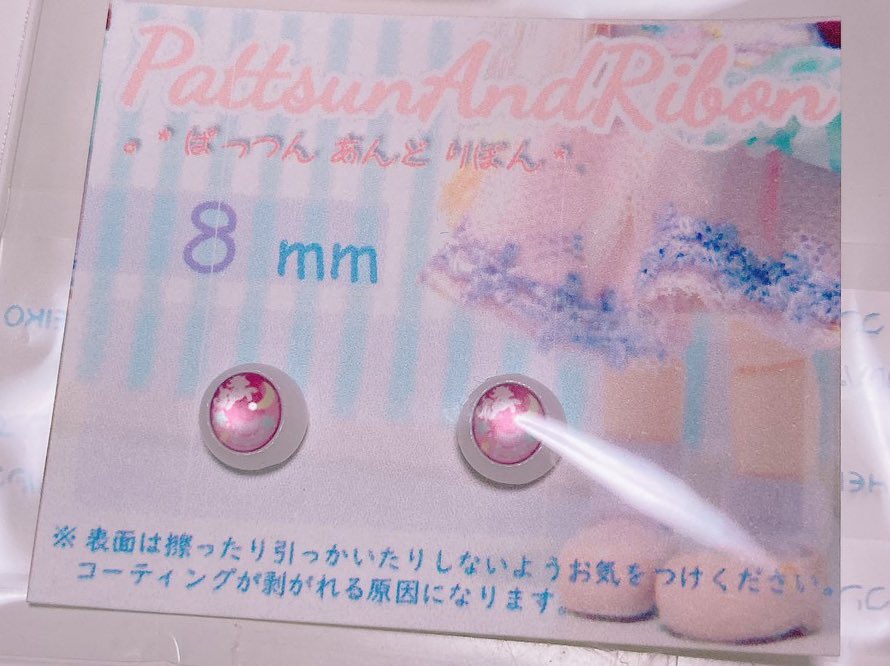 PattsunAndRibon
。*ぱっつん あんど りぼん*。
8 mm
※表面は擦ったり引っかいたりしないようお気をつけください。
コーティングが剥がれる原因になります。